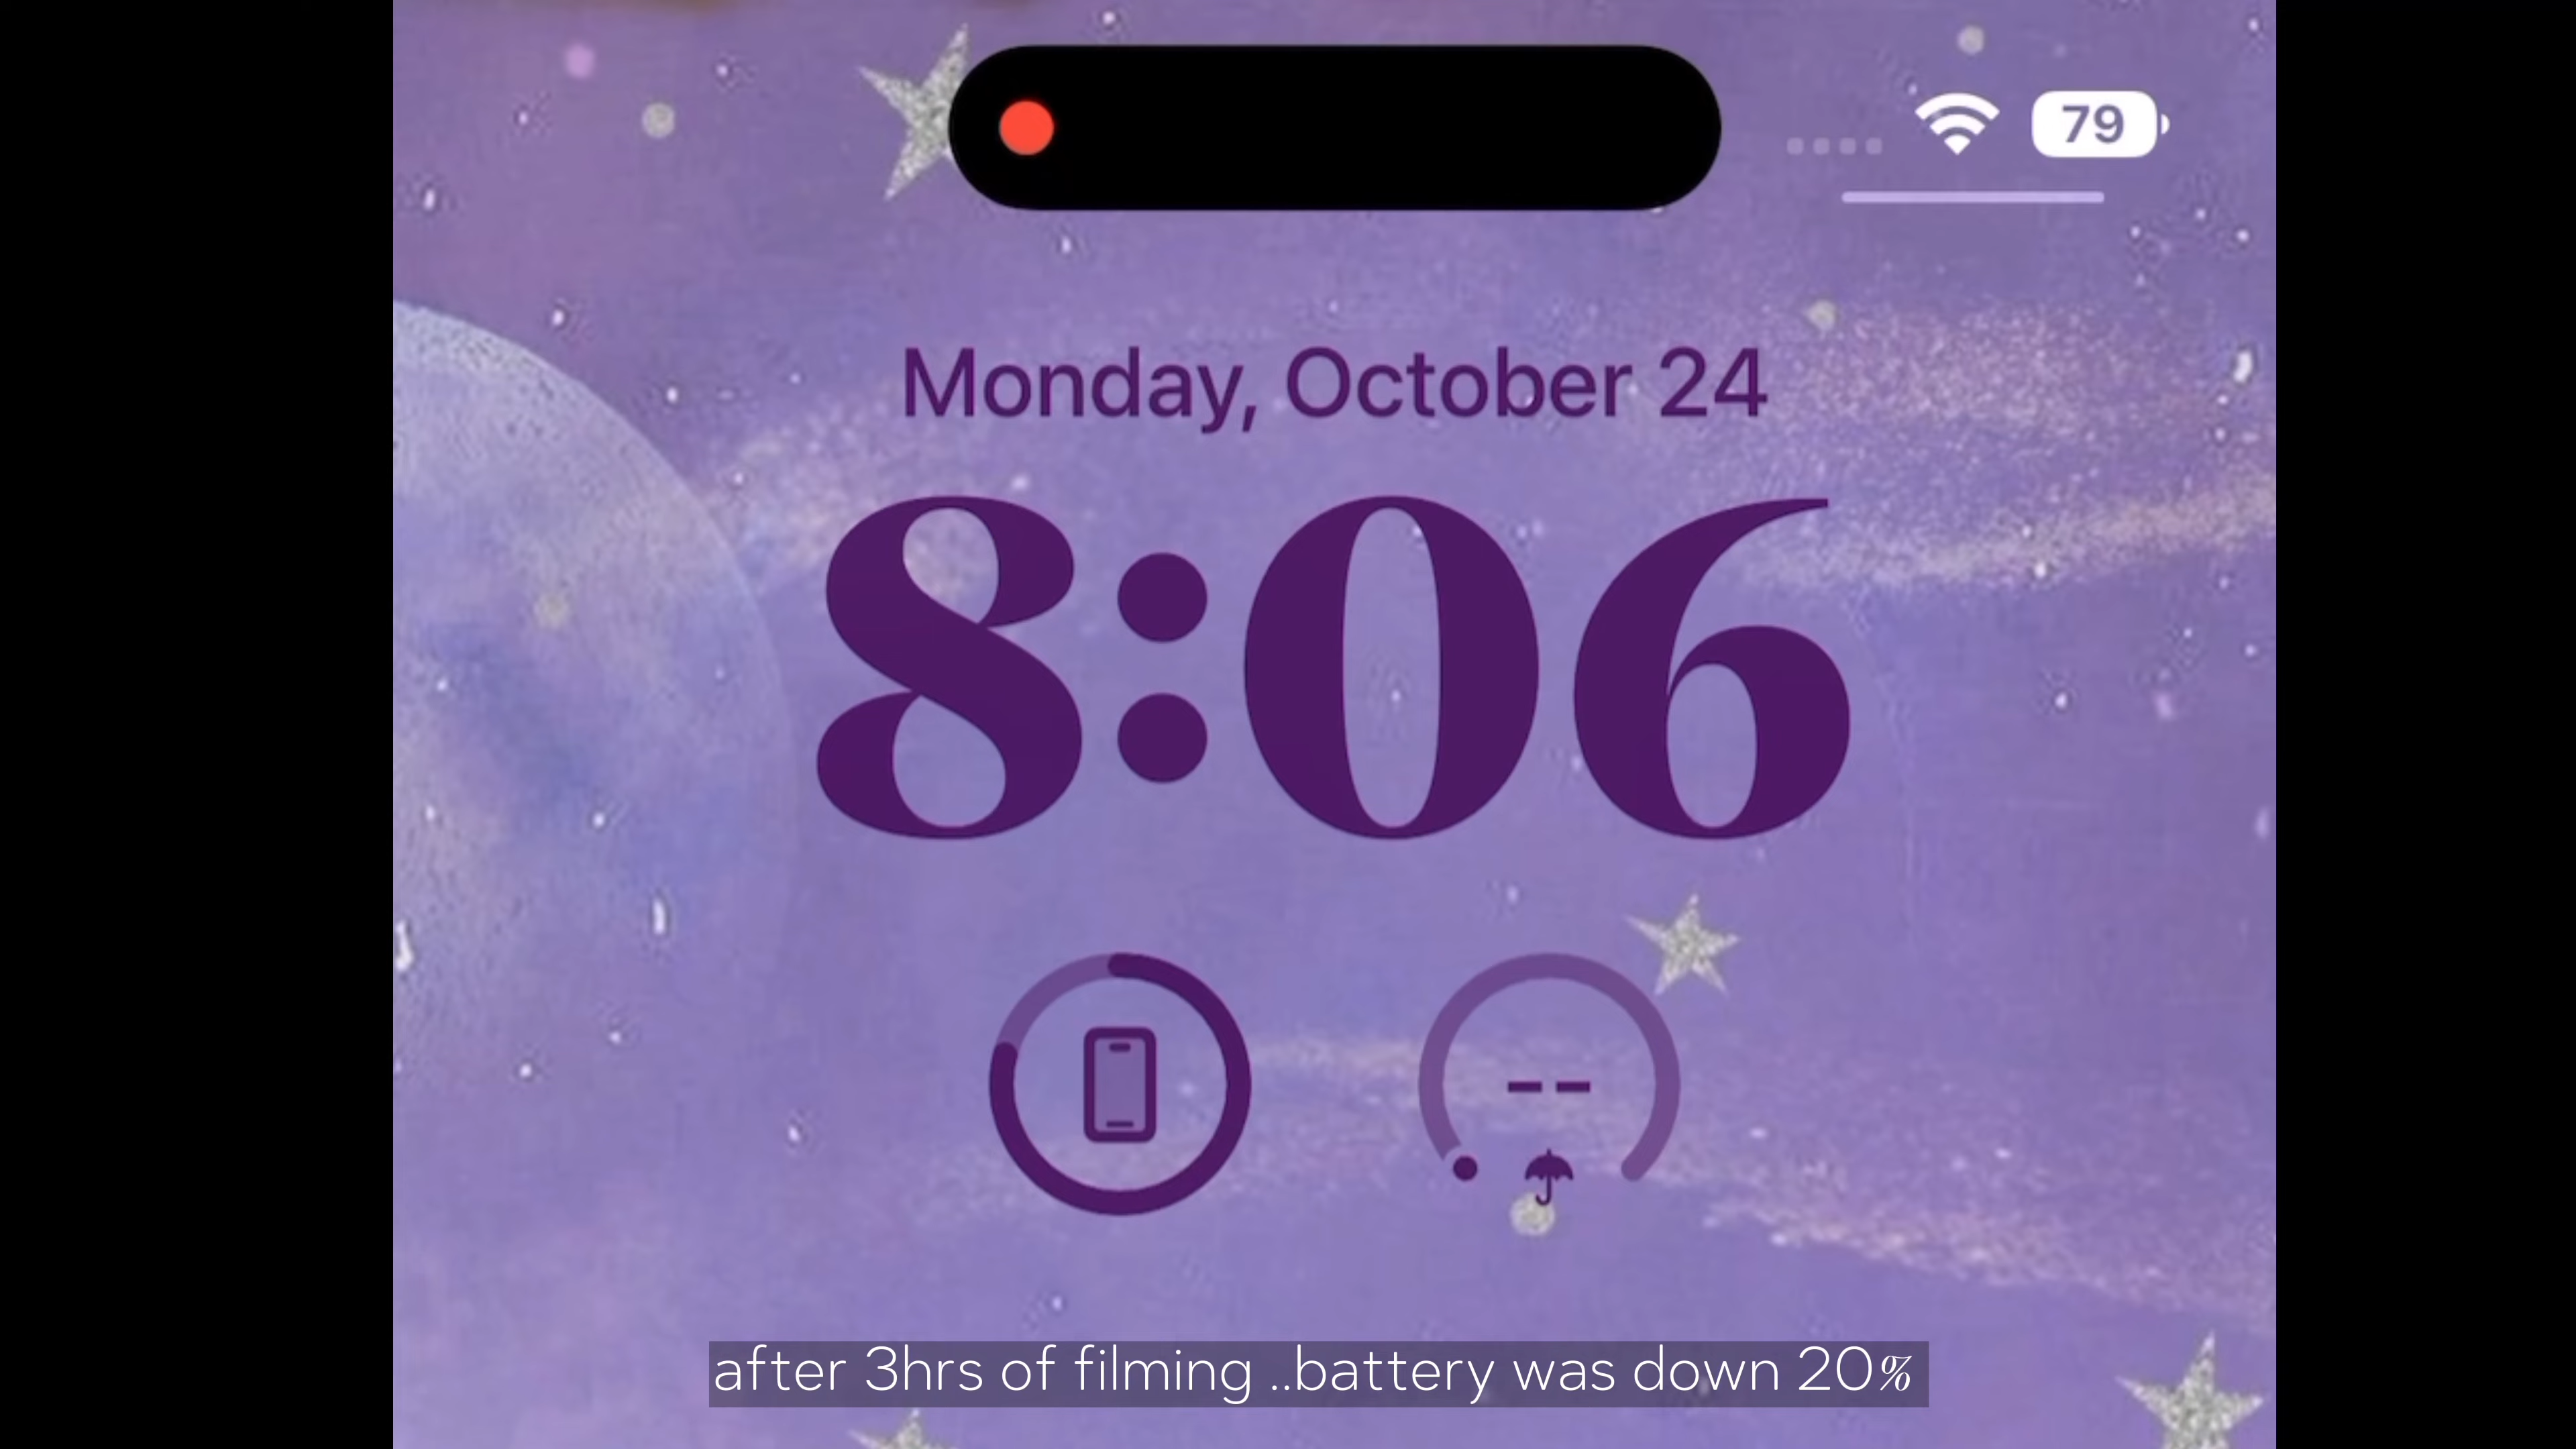 79
Monday, October 24
8:06
--
after 3hrs of filming ..battery was down 20%